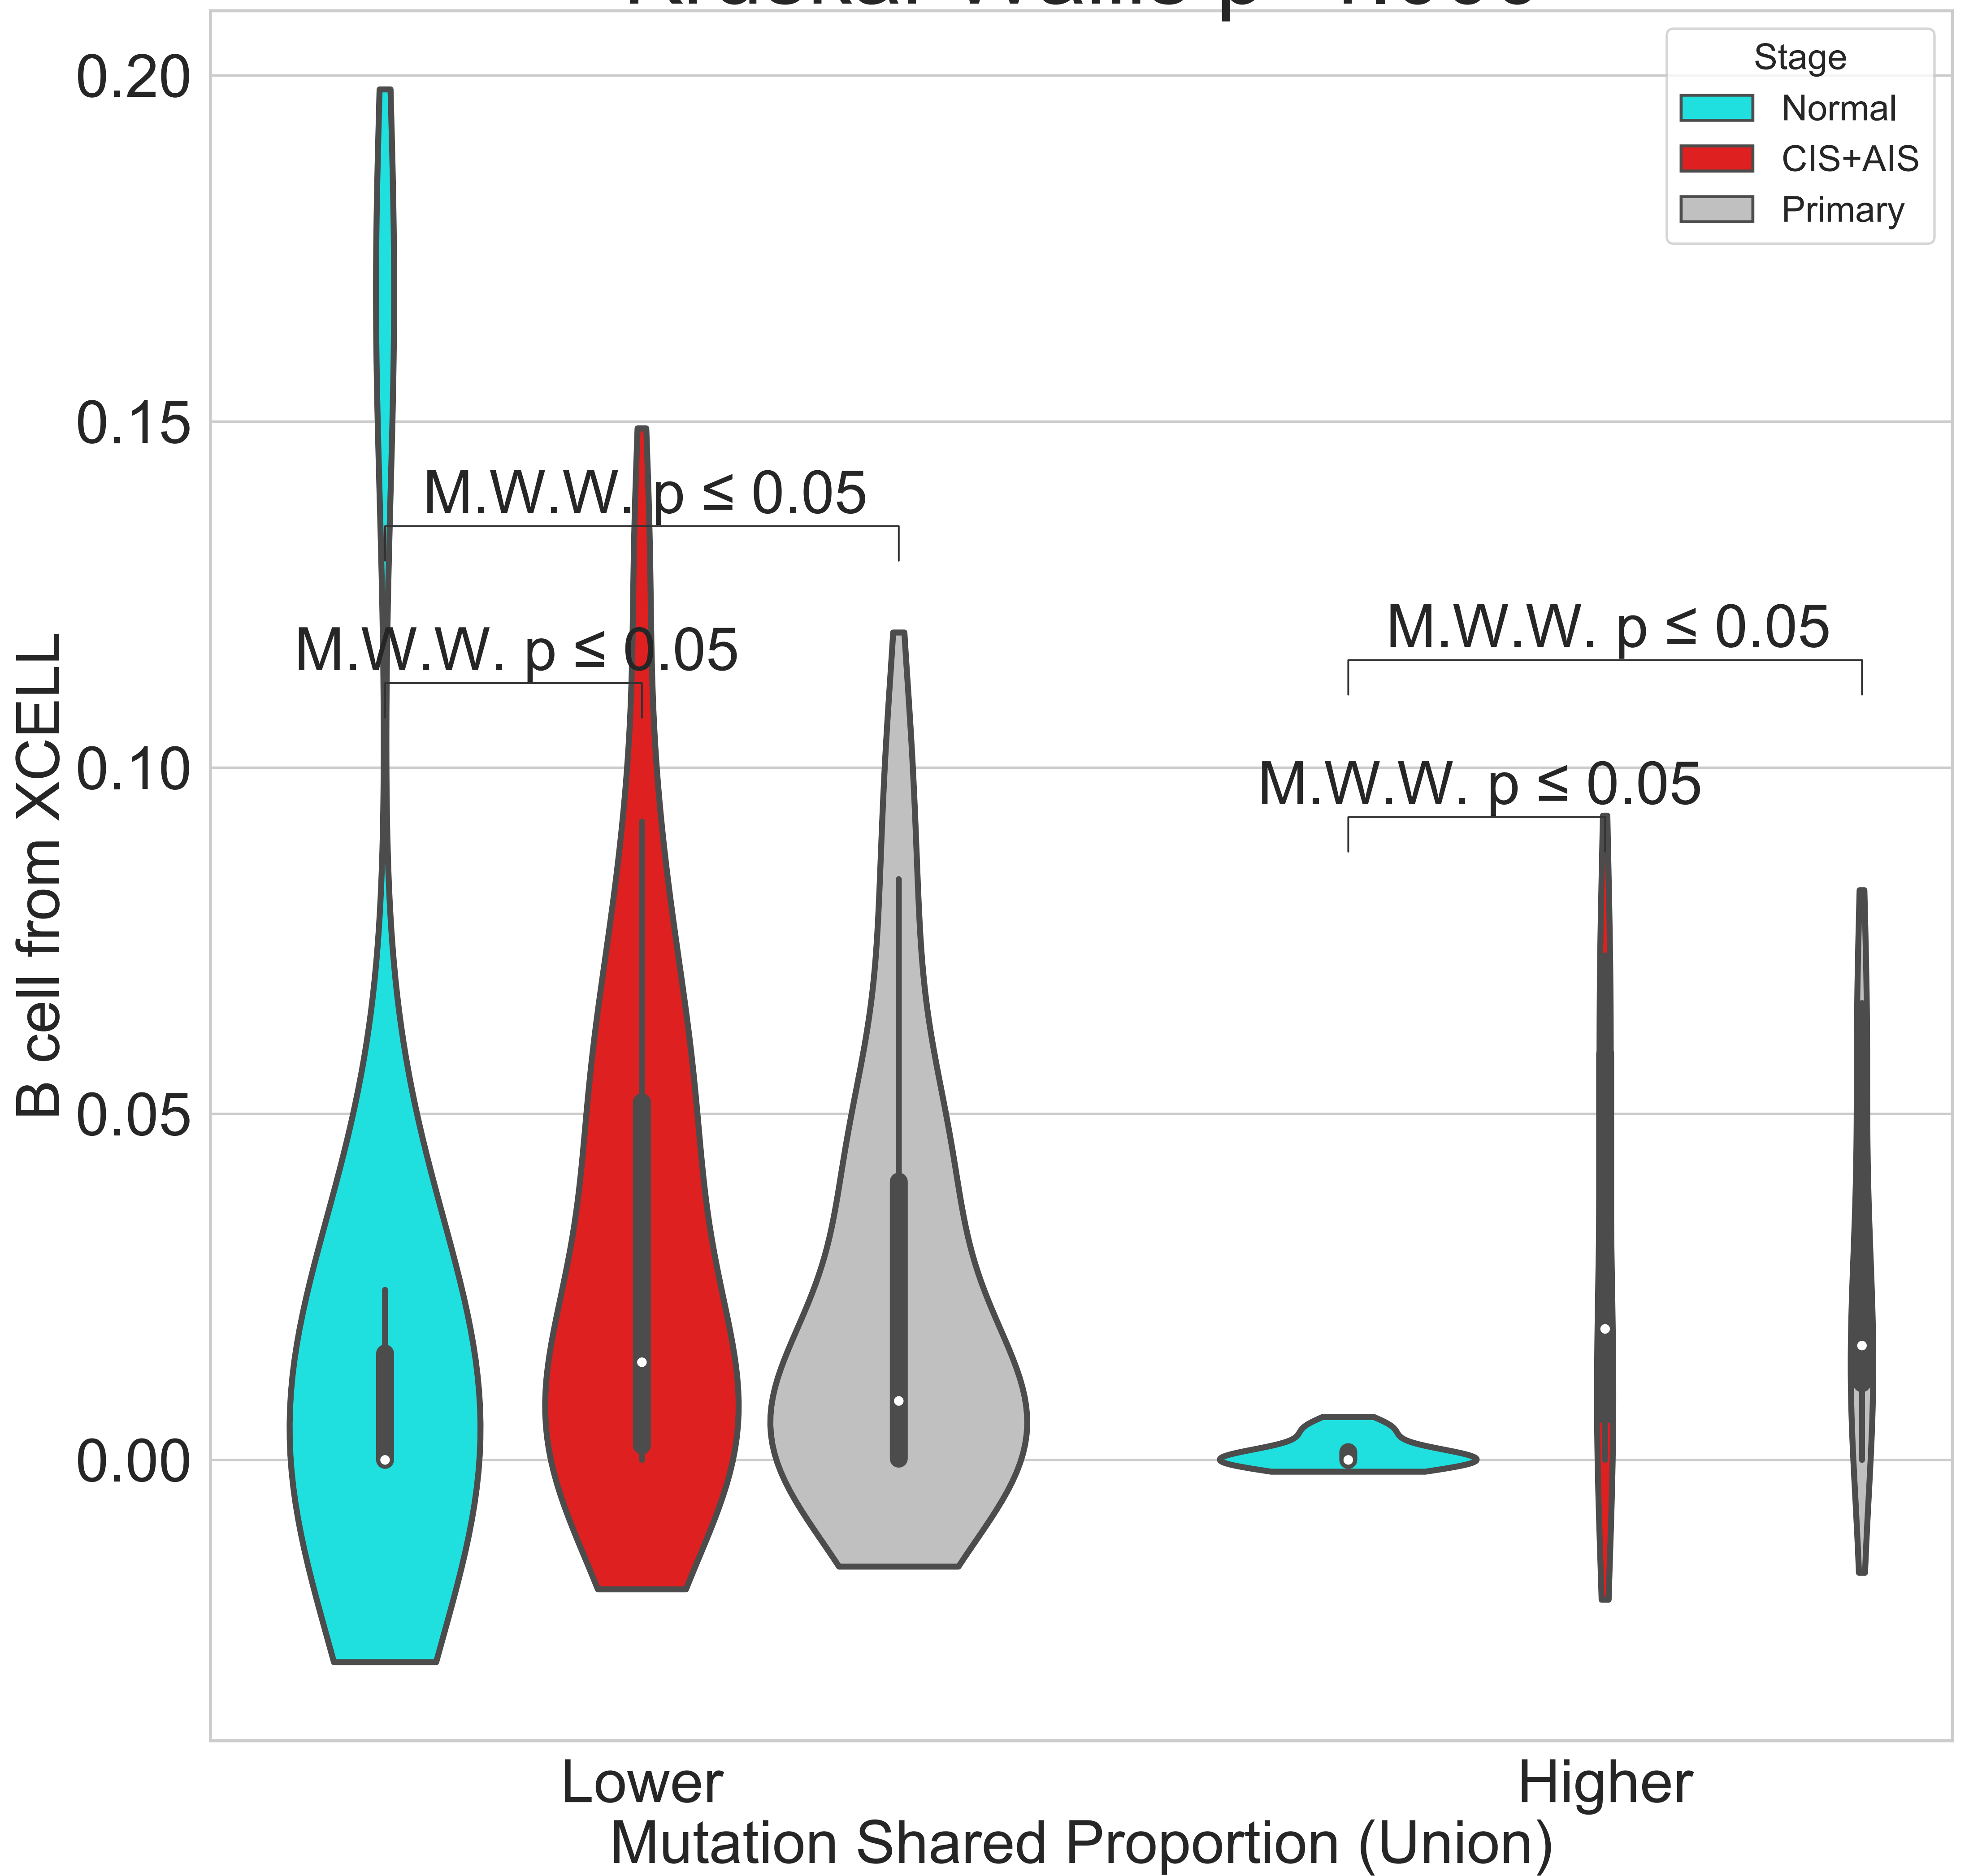 Stage
Normal
CIS+AIS
Primary
0.20
0.15
0.10
0.05
0.00
B cell from XCELL
M.W.W. p ≤ 0.05
M.W.W. p ≤ 0.05
M.W.W. p ≤ 0.05
M.W.W. p ≤ 0.05
Lower
Higher
Mutation Shared Proportion (Union)